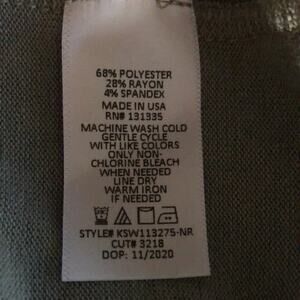 68% POLYESTER
28% RAYON
4% SPANDEX
MADE IN USA
RN# 131335
MACHINE WASH COLD
GENTLE CYCLE
WITH LIKE COLORS
ONLY NON-
CHLORINE BLEACH
WHEN NEEDED
LINE DRY
WARM IRON
IF NEEDED
STYLE# KSW113275-NR
CUT# 3218
DOP: 11/2020